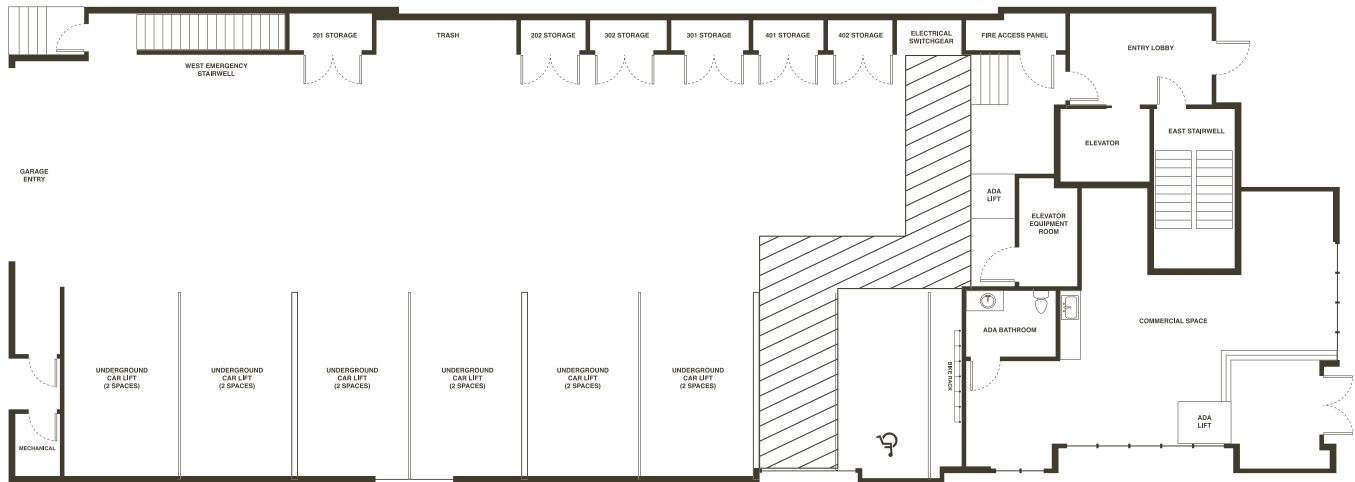 201 STORAGE
TRASH
202 STORAGE
302 STORAGE
301 STORAGE
401 STORAGE
402 STORAGE
ELECTRICAL
SWITCHGEAR
FIRE ACCESS PANEL
ENTRY LOBBY
WEST EMERGENCY
STAIRWELL
EAST STAIRWELL
ELEVATOR
GARAGE
ENTRY
ADA
LIFT
ELEVATOR
EQUIPMENT
ROOM
COMMERCIAL SPACE
ADA BATHROOM
BIKE RACK
UNDERGROUND
CAR LIFT
(2 SPACES)
UNDERGROUND
CAR LIFT
(2 SPACES)
UNDERGROUND
CAR LIFT
(2 SPACES)
UNDERGROUND
CAR LIFT
(2 SPACES)
UNDERGROUND
CAR LIFT
(2 SPACES)
UNDERGROUND
CAR LIFT
(2 SPACES)
ADA
LIFT
MECHANICAL